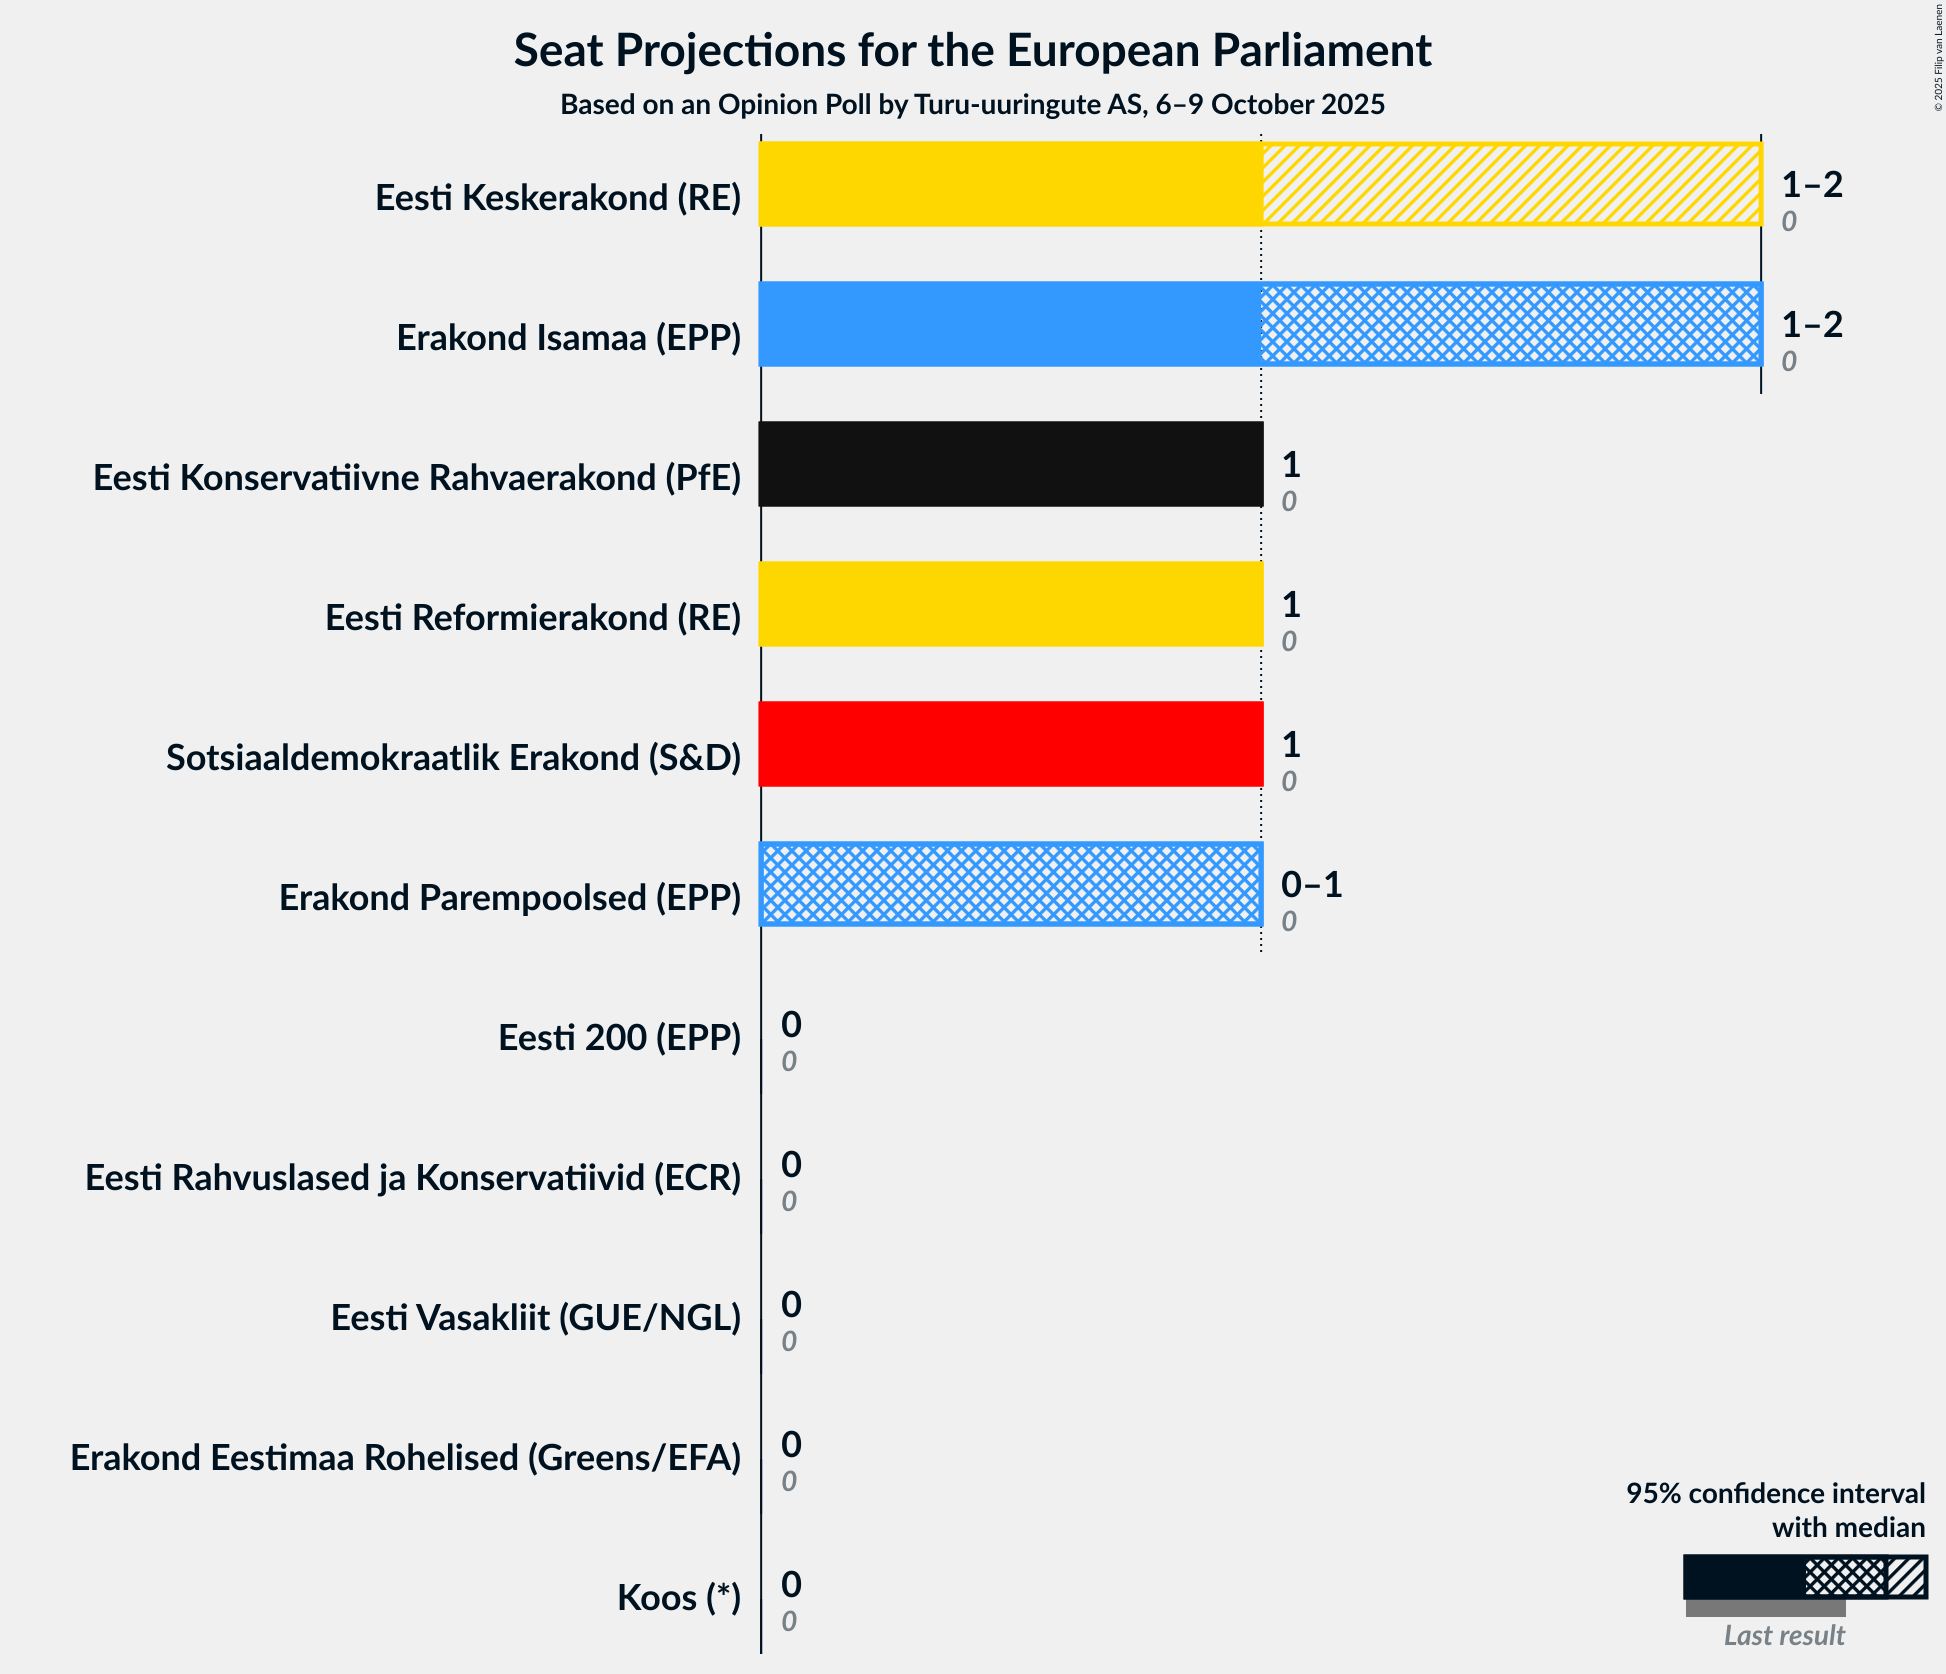 Seat Projections for the European Parliament
Based on an Opinion Poll by Turu-uuringute AS, 6–9 October 2025
© 2025 Filip van Laenen
Eesti Keskerakond (RE)
1–2
0
Erakond Isamaa (EPP)
1–2
0
Eesti Konservatiivne Rahvaerakond (PfE)
1
0
Eesti Reformierakond (RE)
1
0
Sotsiaaldemokraatlik Erakond (S&D)
1
0
Erakond Parempoolsed (EPP)
0–1
0
Eesti 200 (EPP)
0
0
Eesti Rahvuslased ja Konservatiivid (ECR)
0
0
Eesti Vasakliit (GUE/NGL)
0
0
Erakond Eestimaa Rohelised (Greens/EFA)
0
0
Koos (*)
0
0
95% confidence interval
with median
Last result